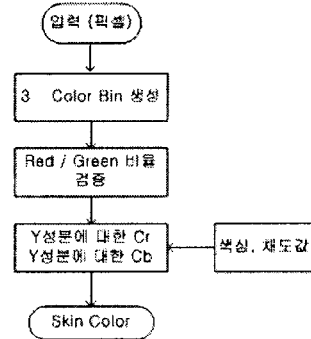 입력 (픽셀)
3 Color Bin 생성
Red / Green 비율
검증
Y성분에 대한 Cr
Y성분에 대한 Cb
색상, 채도값
Skin Color